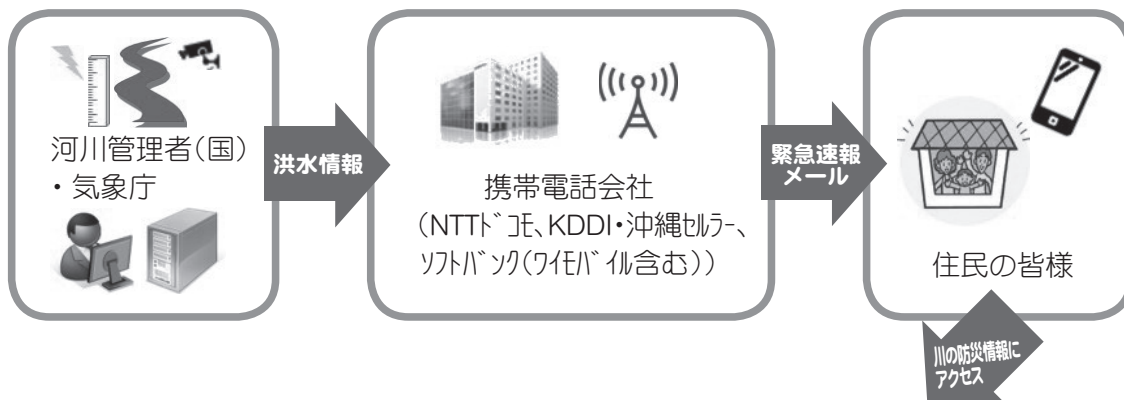 河川管理者(国)
・気象庁
洪水情報
携帯電話会社
(NTTﾄﾞｺﾓ、KDDI・沖縄ｾﾙﾗｰ、
ｿﾌﾄﾊﾞﾝｸ(ﾜｲﾓﾊﾞｲﾙ含む))
緊急速報
メール
住民の皆様
川の防災情報に
アクセス